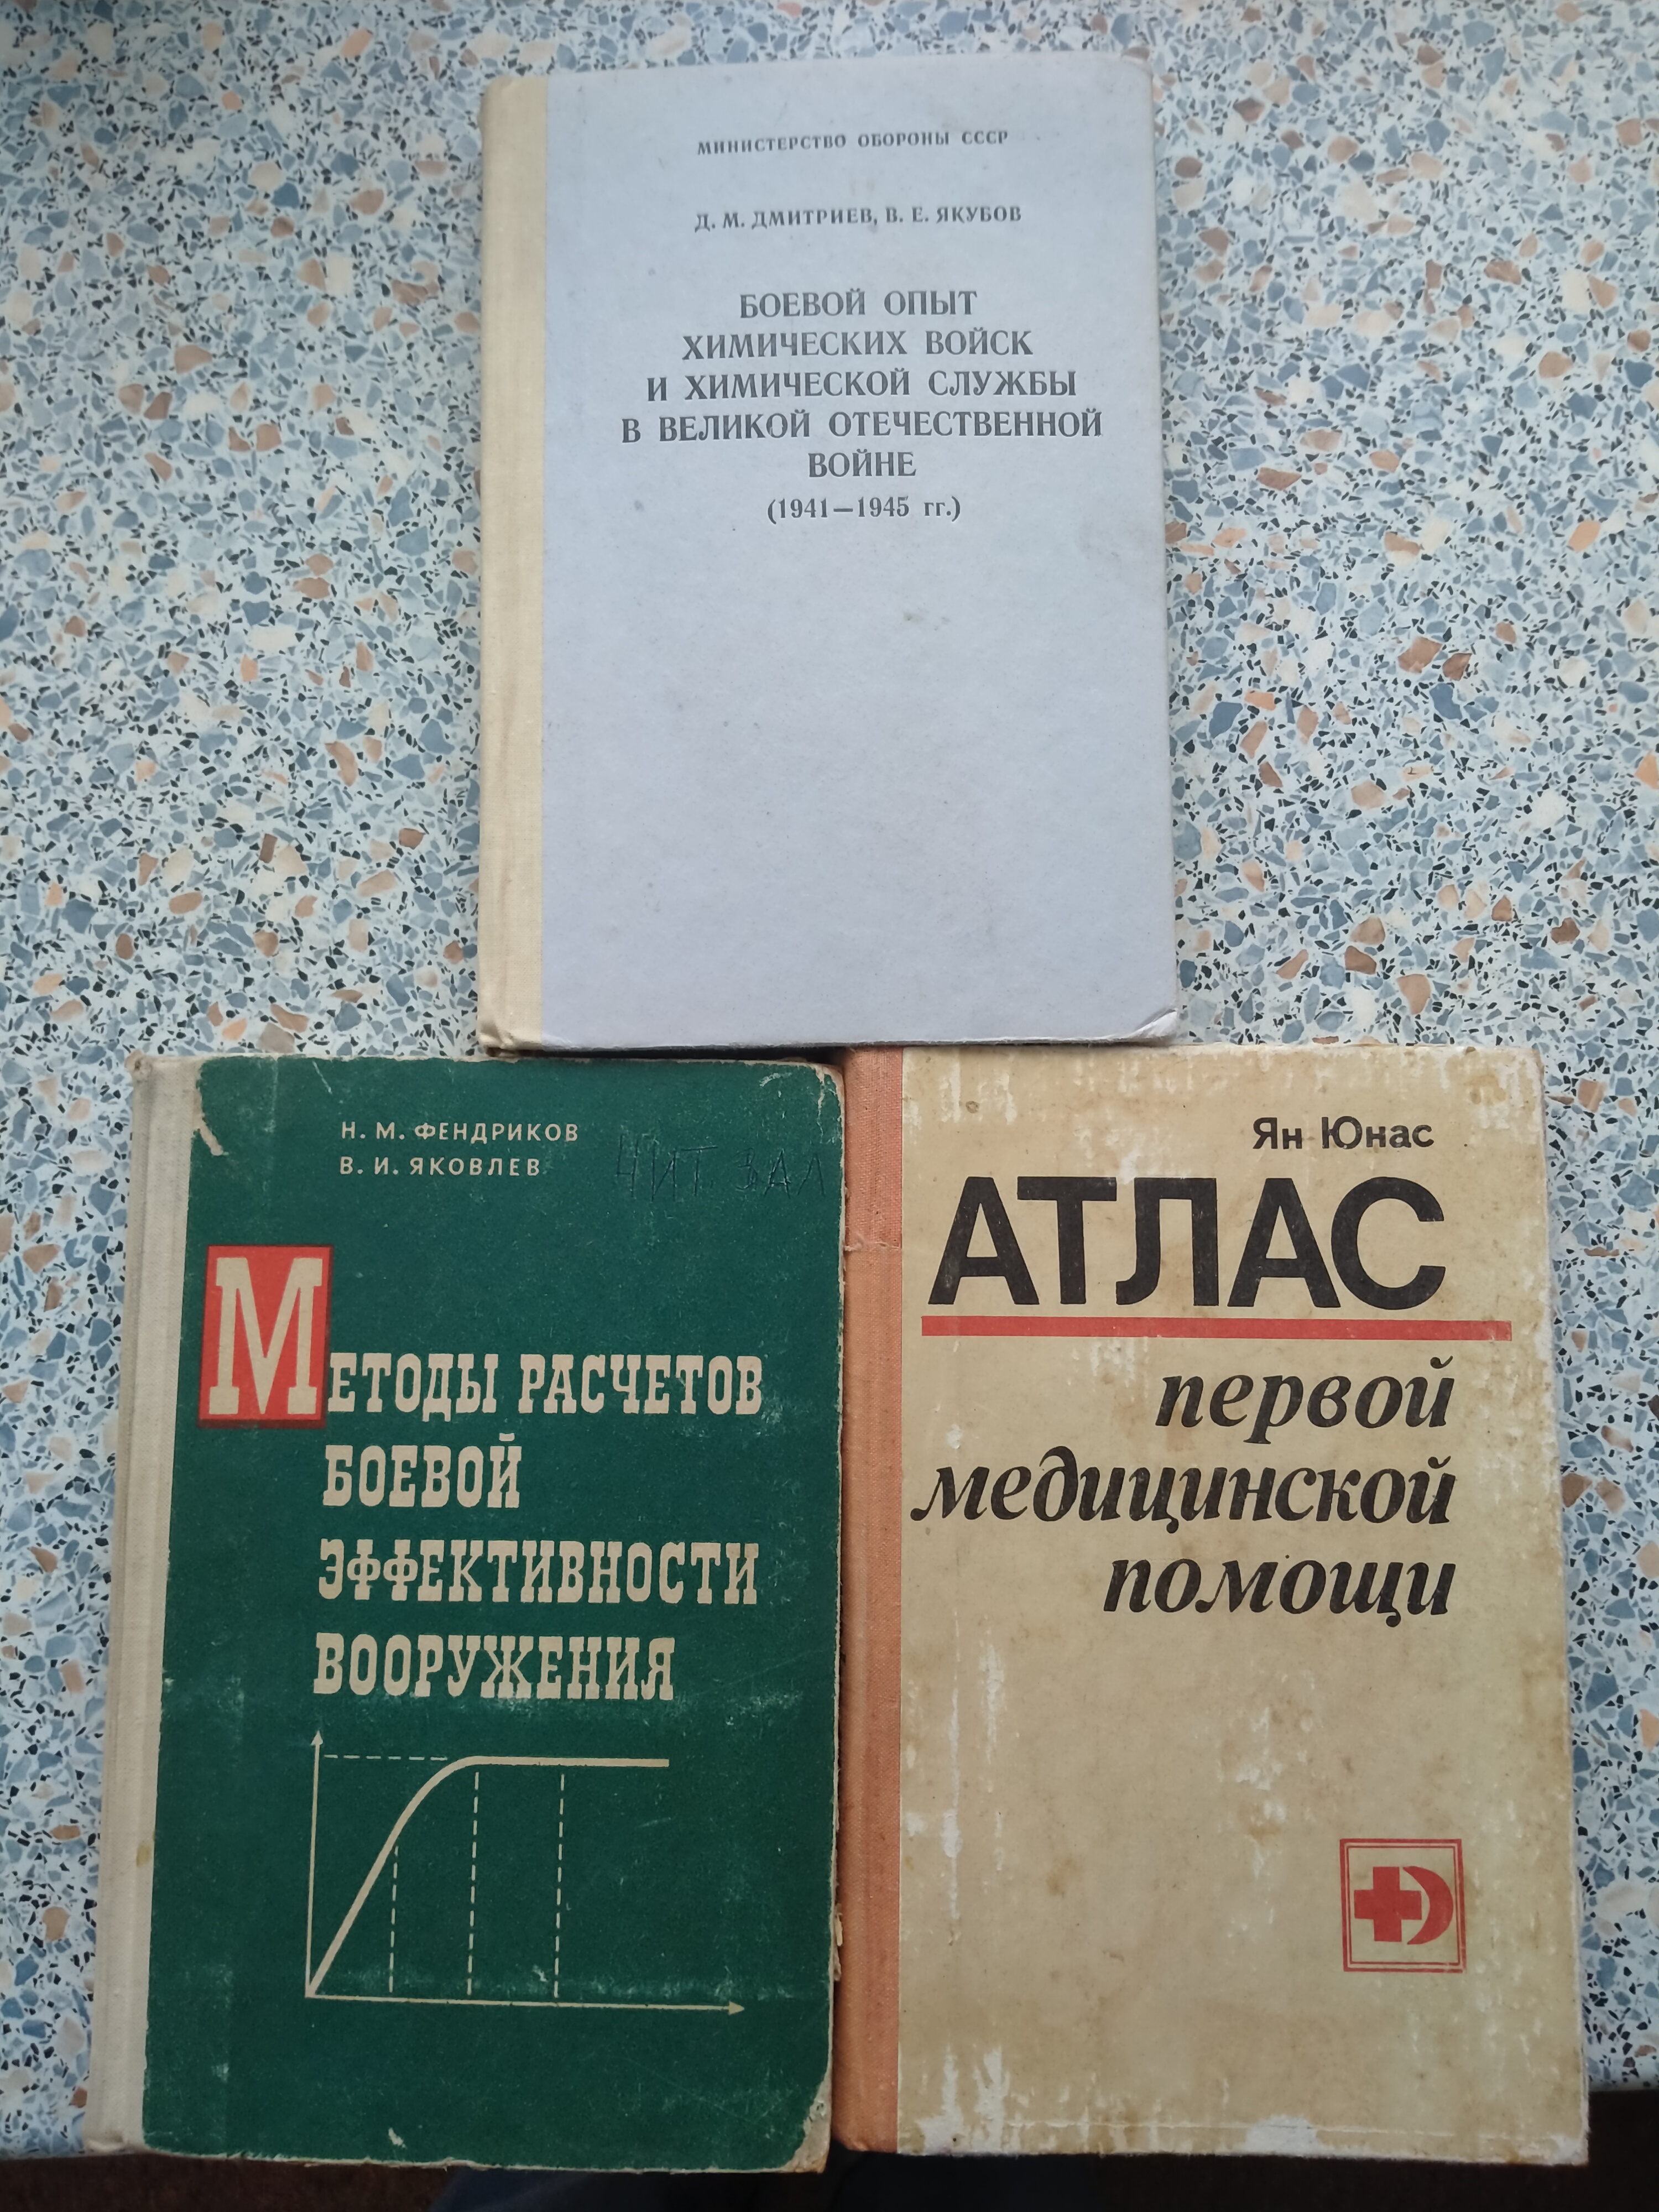 МИНИСТЕРСТВО ОБОРОНЫ СССР
Д. М. ДМИТРИЕВ, В. Е. ЯКУБОВ
БОЕВОЙ ОПЫТ
ХИМИЧЕСКИХ ВОЙСК
И ХИМИЧЕСКОЙ СЛУЖБЫ
В ВЕЛИКОЙ ОТЕЧЕСТВЕННОЙ
ВОЙНЕ
(1941—1945 гг.)
Н. М. ФЕНДРИКОВ
В. И. ЯКОВЛЕВ
ЧИТ. ЗАЛ
МЕТОДЫ РАСЧЕТОВ
БОЕВОЙ
ЭФФЕКТИВНОСТИ
ВООРУЖЕНИЯ
Ян Юнас
АТЛАС
первой
медицинской
помощи